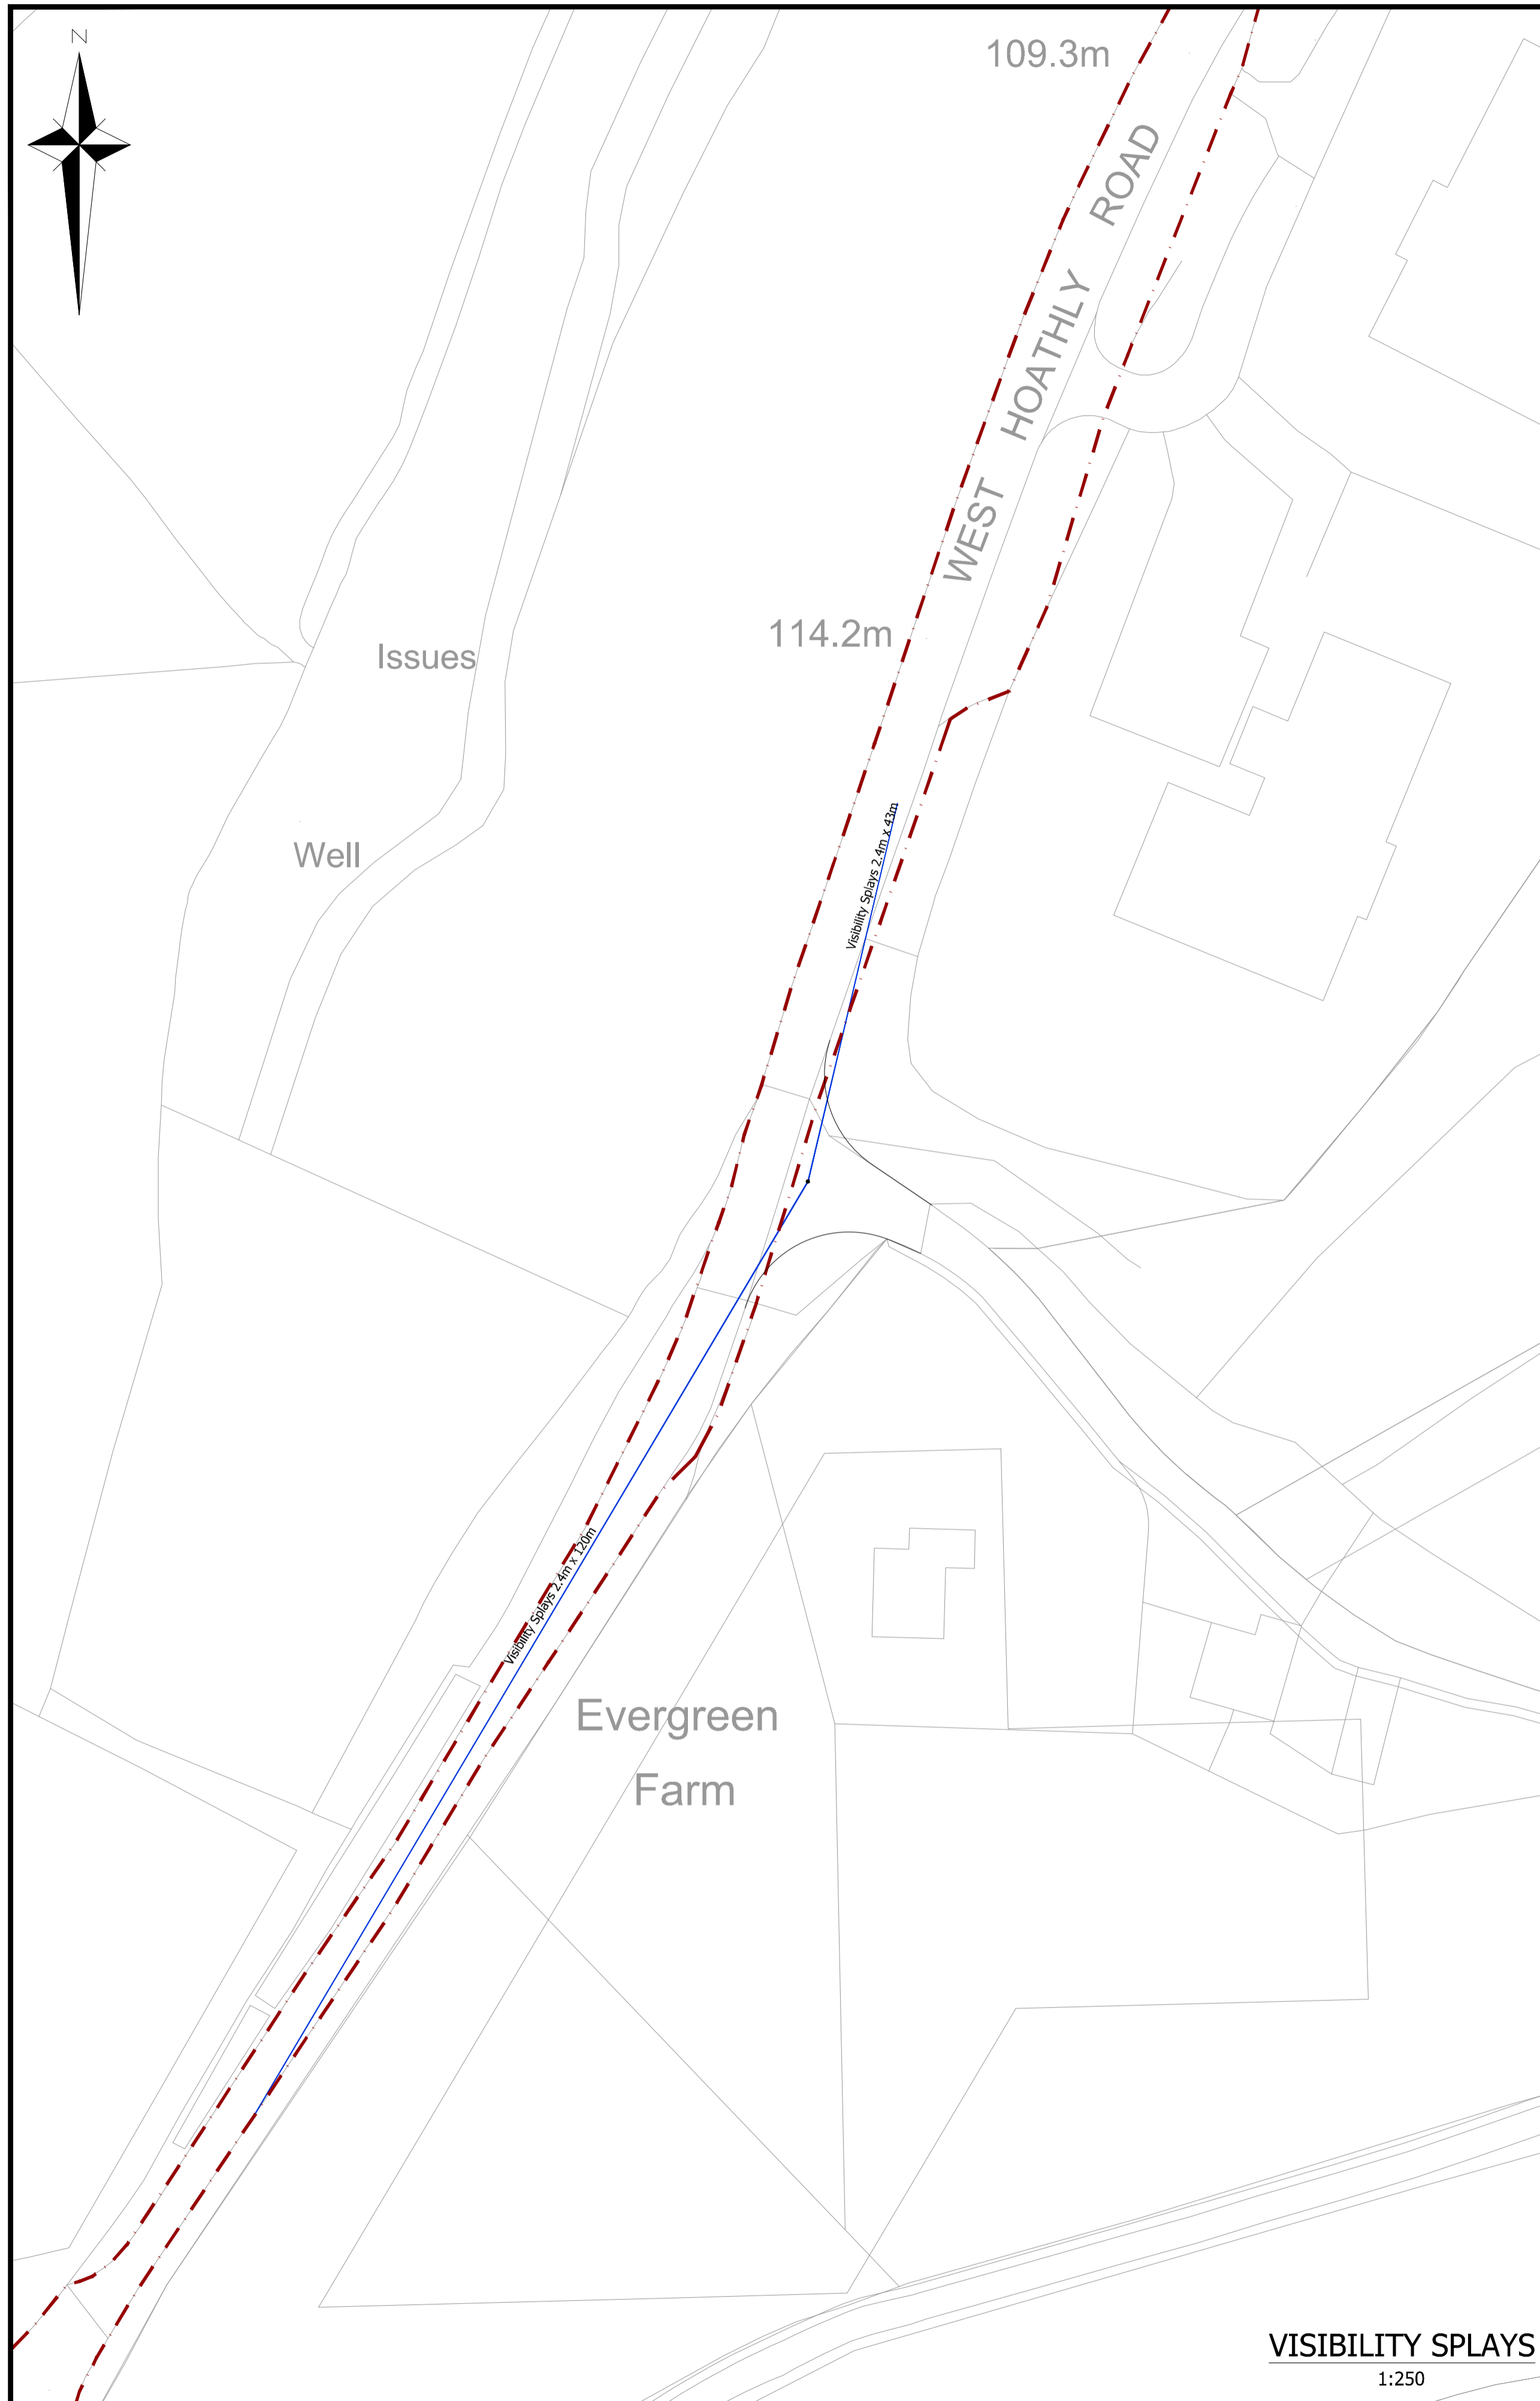 N
109.3m
WEST HOATHLY ROAD
114.2m
Issues
Well
Visibility Splays 2.4m x 43m
Visibility Splays 2.4m x 120m
Evergreen
Farm
VISIBILITY SPLAYS
1:250